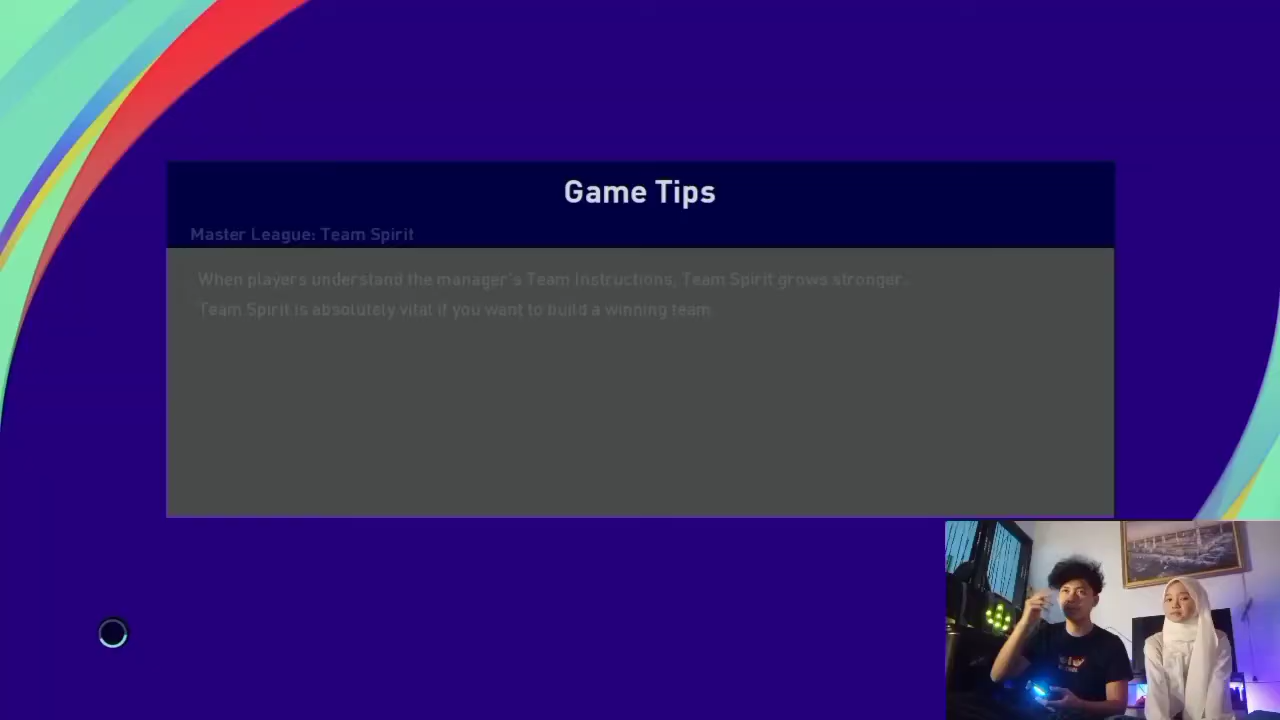 Game Tips
Master League: Team Spirit
When players understand the manager's Team Instructions, Team Spirit grows stronger.
Team Spirit is absolutely vital if you want to build a winning team.